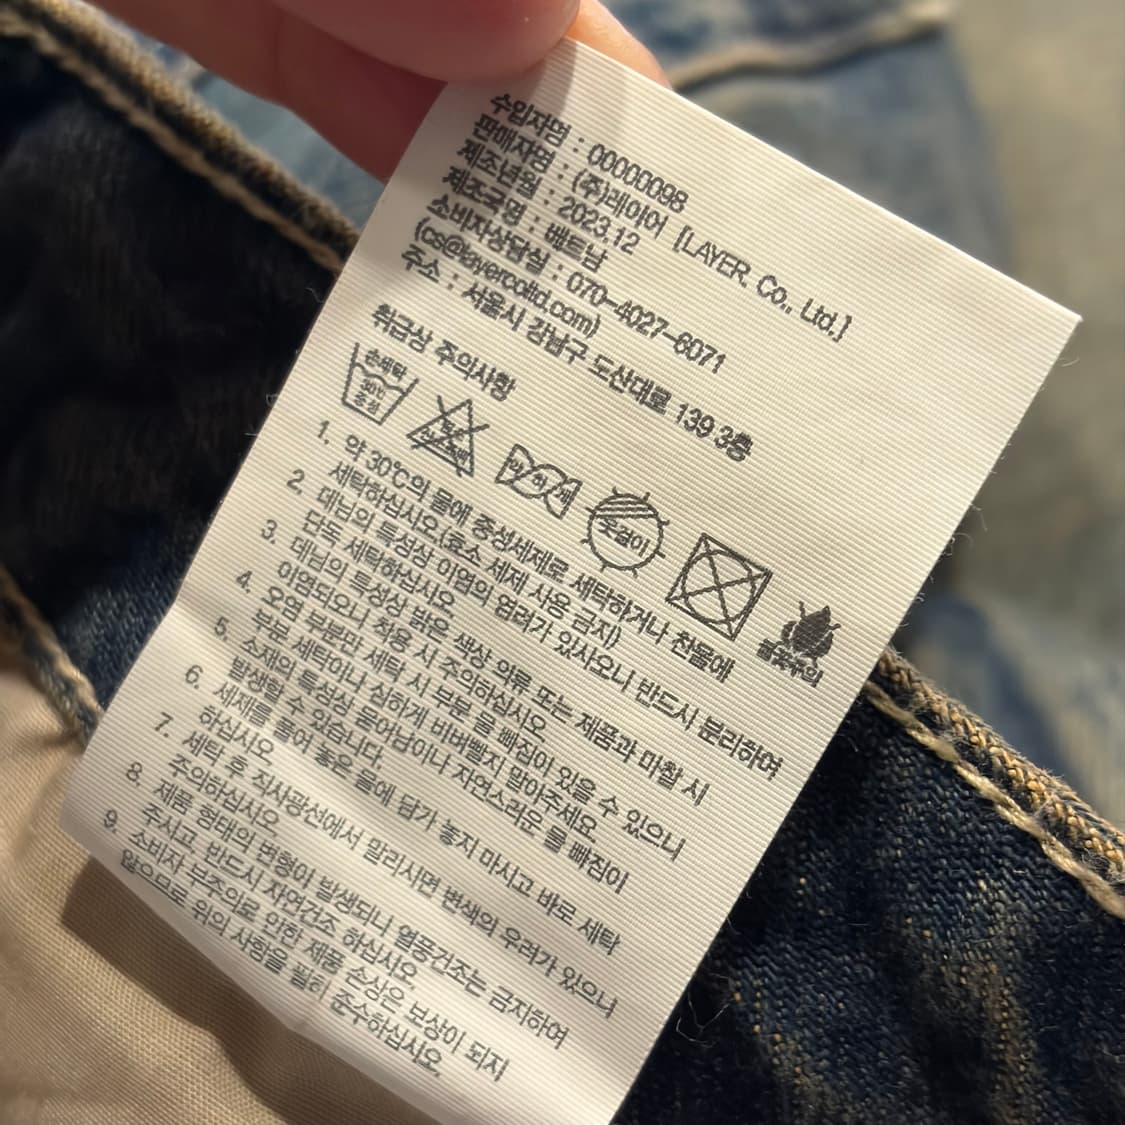 수입자명 : 00000098
판매자명 : (주)레이어 [LAYER. Co., Ltd.]
제조년월 : 2023.12
제조국명 : 베트남
소비자상담실 : 070-4027-6071
(cs@layercoltd.com)
주소 : 서울시 강남구 도산대로 139 3층
취급상 주의사항
손세탁
30℃
중성
옷걸이
1. 약 30℃의 물에 중성세제로 세탁하거나 찬물에
세탁하십시오.(효소 세제 사용 금지)
2. 데님의 특성상 이염의 염려가 있사오니 반드시 분리하여
단독 세탁하십시오.
3. 데님의 특성상 밝은 색상 의류 또는 제품과 마찰 시
이염되오니 착용 시 주의하십시오.
4. 오염 부분만 세탁 시 부분 물 빠짐이 있을 수 있으니
부분 세탁이나 심하게 비벼빨지 말아주세요.
5. 소재의 특성상 묻어남이나 자연스러운 물 빠짐이
발생할 수 있습니다.
6. 세제를 풀어 놓은 물에 담가 놓지 마시고 바로 세탁
하십시오
7. 세탁 후 직사광선에서 말리시면 변색의 우려가 있으니
주의하십시오.
8. 제품 형태의 변형이 발생되니 열풍건조는 금지하여
주시고, 반드시 자연건조 하십시오.
9. 소비자 부주의로 인한 제품 손상은 보상이 되지
않으므로 위의 사항을 필히 준수하십시오.